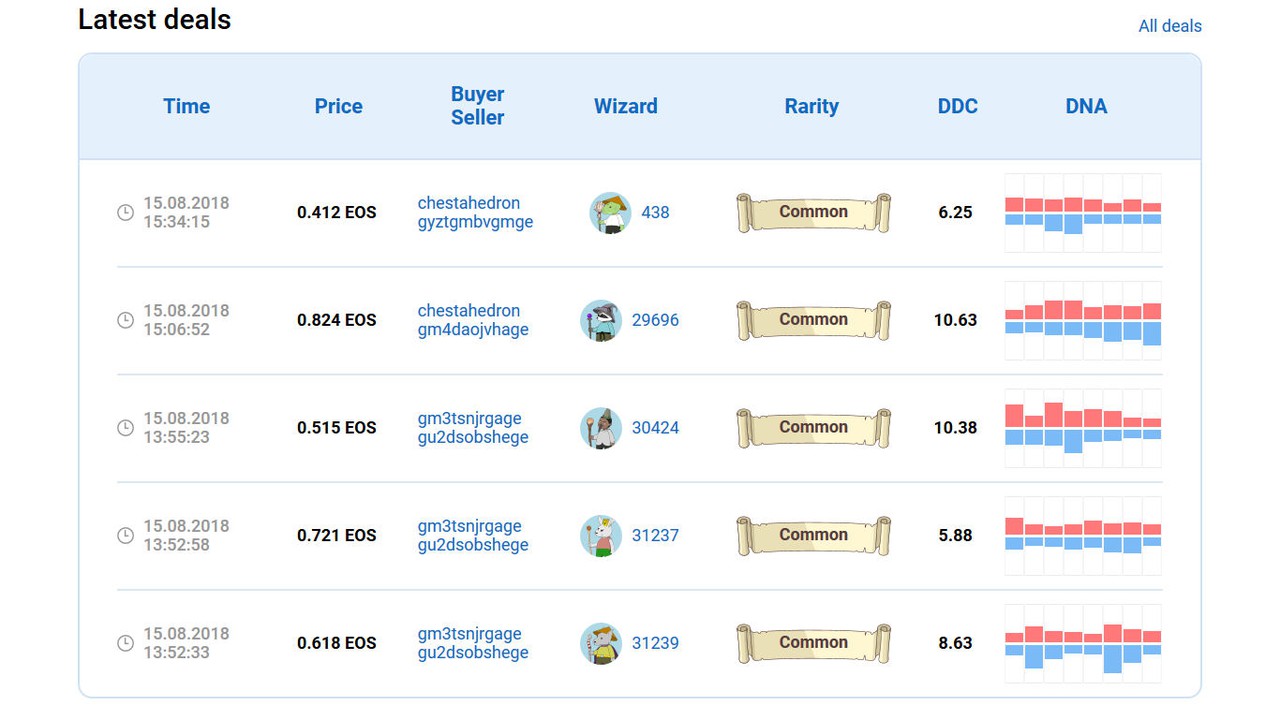 Latest deals
All deals
Time
Price
Buyer
Seller
Wizard
Rarity
DDC
DNA
15.08.2018
15:34:15
0.412 EOS
chestahedron
gyztgmbvgmge
438
Common
6.25
15.08.2018
15:06:52
0.824 EOS
chestahedron
gm4daojvhage
29696
Common
10.63
15.08.2018
13:55:23
0.515 EOS
gm3tsnjrgage
gu2dsobshege
30424
Common
10.38
15.08.2018
13:52:58
0.721 EOS
gm3tsnjrgage
gu2dsobshege
31237
Common
5.88
15.08.2018
13:52:33
0.618 EOS
gm3tsnjrgage
gu2dsobshege
31239
Common
8.63